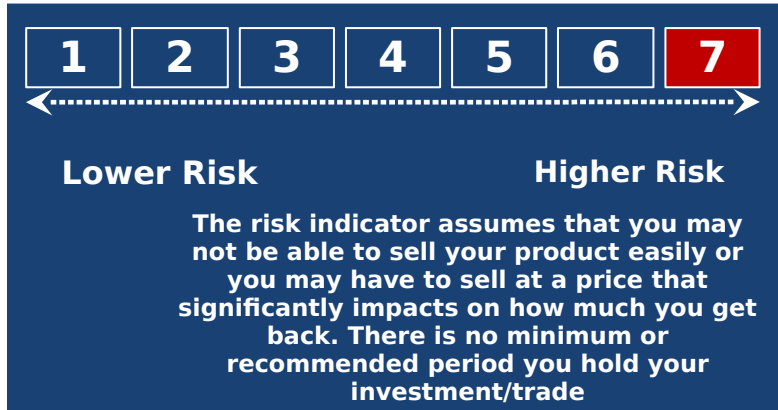 1 2 3 4 5 6 7
Lower Risk Higher Risk
The risk indicator assumes that you may
not be able to sell your product easily or
you may have to sell at a price that
significantly impacts on how much you get
back. There is no minimum or
recommended period you hold your
investment/trade